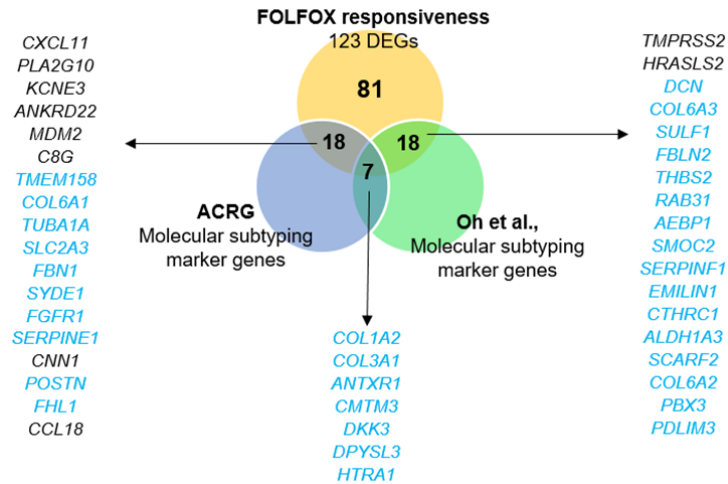 FOLFOX responsiveness
123 DEGs
81
18
18
7
ACRG
Molecular subtyping
marker genes
Oh et al.,
Molecular subtyping
marker genes
CXCL11
PLA2G10
KCNE3
ANKRD22
MDM2
C8G
TMEM158
COL6A1
TUBA1A
SLC2A3
FBN1
SYDE1
FGFR1
SERPINE1
CNN1
POSTN
FHL1
CCL18
COL1A2
COL3A1
ANTXR1
CMTM3
DKK3
DPYSL3
HTRA1
TMPRSS2
HRASLS2
DCN
COL6A3
SULF1
FBLN2
THBS2
RAB31
AEBP1
SMOC2
SERPINF1
EMILIN1
CTHRC1
ALDH1A3
SCARF2
COL6A2
PBX3
PDLIM3